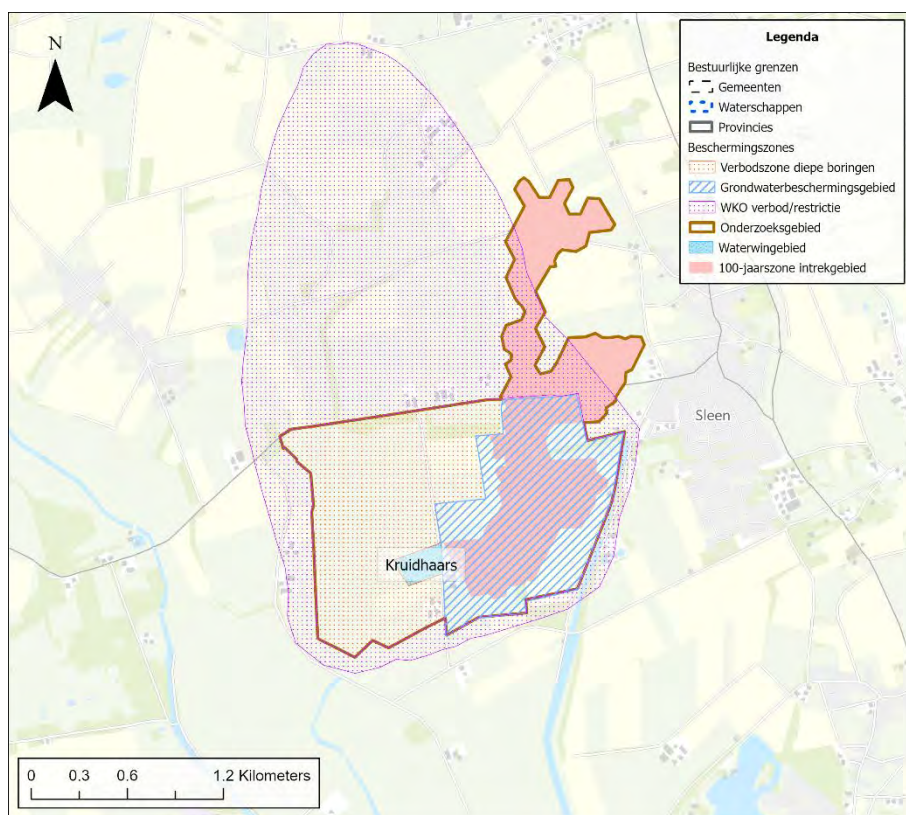 N
Legenda
Bestuurlijke grenzen
Gemeenten
Waterschappen
Provincies
Beschermingszones
Verbodszone diepe boringen
Grondwaterbeschermingsgebied
WKO verbod/restrictie
Onderzoeksgebied
Waterwingebied
100-jaarszone intrekgebied
Sleen
Kruidhaars
0 0.3 0.6 1.2 Kilometers